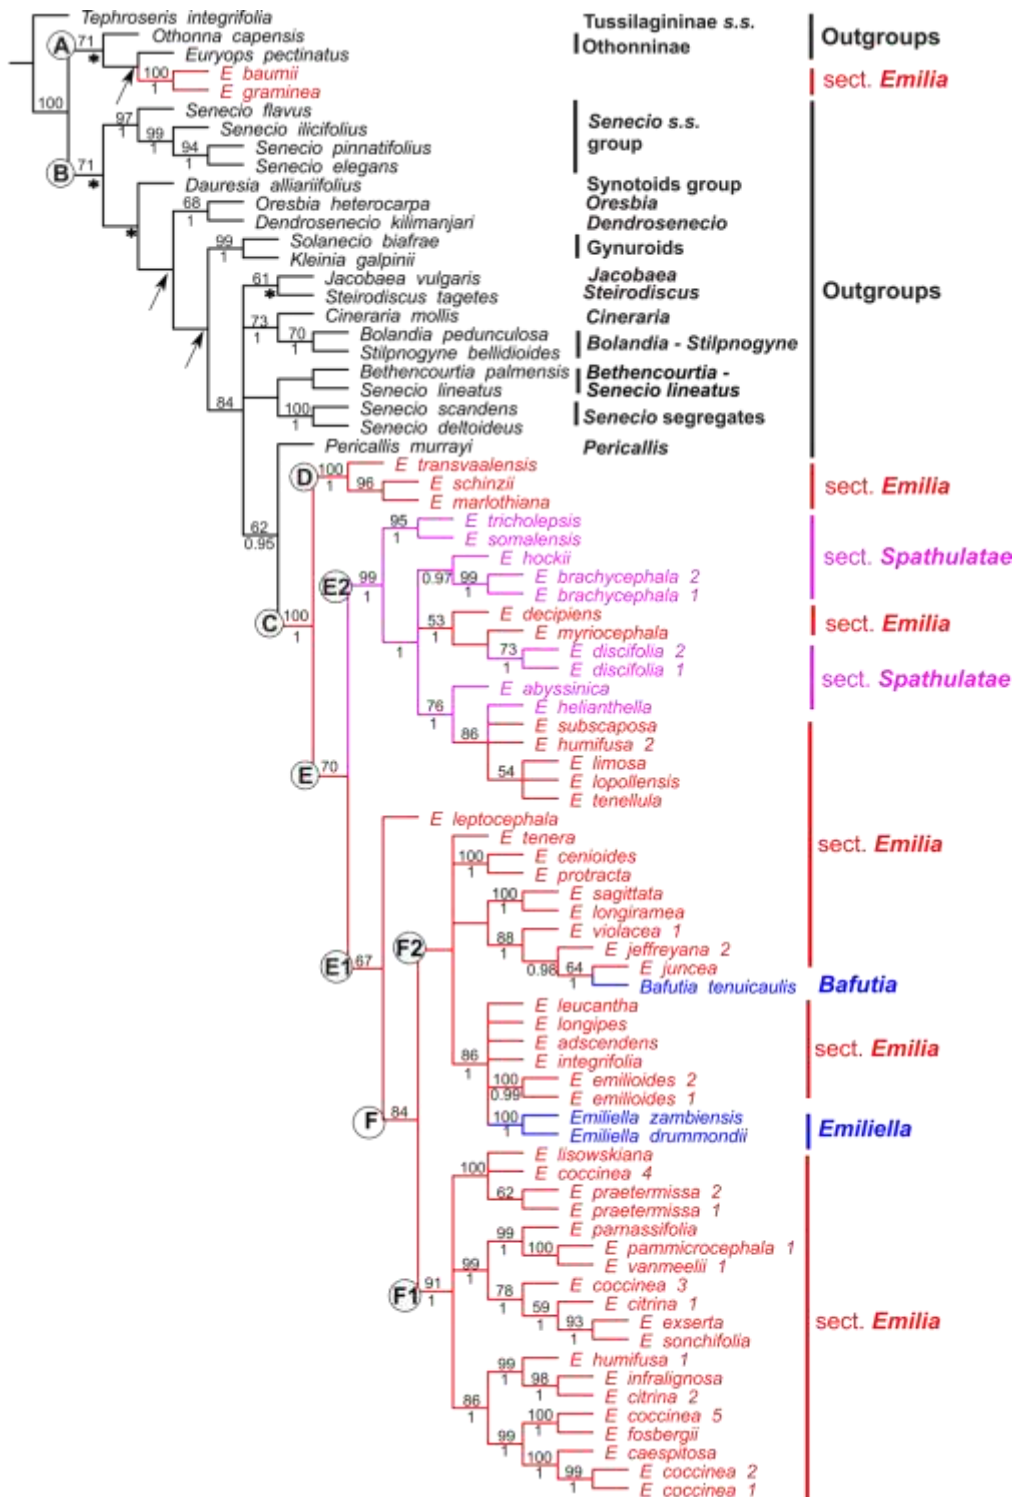 Tephroseris integrifolia Tussilagininae s.s.
A 71 Othonna capensis Othonninae Outgroups
*
Euryops pectinatus
100 E baumii sect. Emilia
1 E graminea
100
Senecio flavus
97
1 Senecio ilicifolius Senecio s.s.
99
1 94 Senecio pinnatifolius group
1 Senecio elegans
B 71
*
Dauresia alliariifolius Synotoids group
68 Oresbia heterocarpa Oresbia
*
1 Dendrosenecio kilimanjari Dendrosenecio
99 Solanecio biafrae Gynuroids
1 Kleinia galpinii
61 Jacobaea vulgaris Jacobaea
* Steirodiscus tagetes Steirodiscus Outgroups
Cineraria mollis Cineraria
73
1 70 Bolandia pedunculosa Bolandia - Stilpnogyne
1 Stilpnogyne bellidioides
Bethencourtia palmensis Bethencourtia -
Senecio lineatus Senecio lineatus
84
100 Senecio scandens Senecio segregates
1 Senecio deltoideus
Pericallis murrayi Pericallis
E transvaalensis
D 100
1 96 E schinzii sect. Emilia
E marlothiana
95 E tricholepsis
62
0.95
1 E somalensis
E hockii sect. Spathulatae
E2 99
1
0.97 99 E brachycephala 2
1 E brachycephala 1
E decipiens sect. Emilia
C 100
1
53
1 E myriocephala
1
73 E discifolia 2 sect. Spathulatae
1 E discifolia 1
E abyssinica
76
1 E helianthella
E subscaposa
86
E humifusa 2
E limosa
E 70
54 E lopollensis
E tenellula
E leptocephala
E tenera sect. Emilia
100 E cenioides
1 E protracta
100 E sagittata
1 E longiramea
F2
88 E violacea 1
1
E jeffreyana 2
E1 67
0.98 64 E juncea
1 Bafutia tenuicaulis Bafutia
E leucantha
E longipes
E adscendens sect. Emilia
86
1 E integrifolia
100 E emilioides 2
0.99 E emilioides 1
F 84
100 Emiliella zambiensis Emiliella
1 Emiliella drummondii
E lisowskiana
100
E coccinea 4
62 E praetermissa 2
E praetermissa 1
99 E parnassifolia
1
100 E pammicrocephala 1
99
1
E vanmeelii 1
F1 91
1
78 E coccinea 3
1
59 E citrina 1 sect. Emilia
1
93 E exserta
1 E sonchifolia
99 E humifusa 1
1
98 E infralignosa
1 E citrina 2
86
1
100 E coccinea 5
1 E fosbergii
99
1
100 E caespitosa
1
99 E coccinea 2
1 E coccinea 1